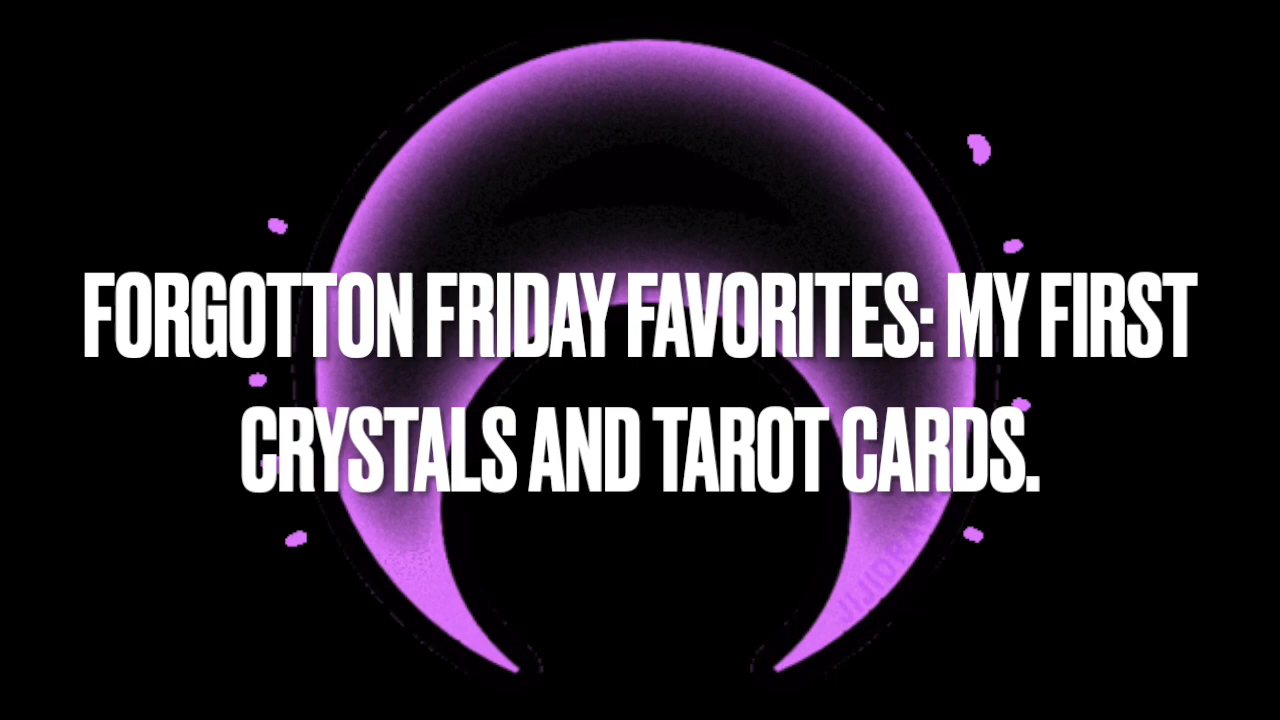 FORGOTTON FRIDAY FAVORITES: MY FIRST
CRYSTALS AND TAROT CARDS.